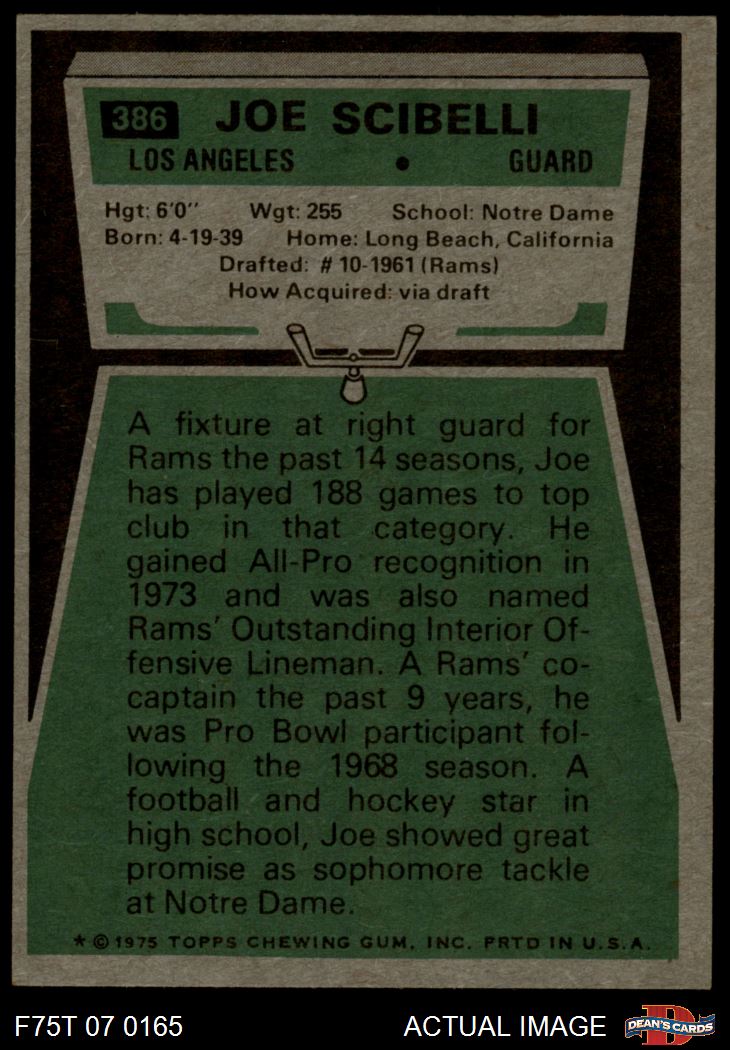 386 JOE SCIBELLI
LOS ANGELES • GUARD
Hgt: 6'0" Wgt: 255 School: Notre Dame
Born: 4-19-39 Home: Long Beach, California
Drafted: # 10-1961 (Rams)
How Acquired: via draft
A fixture at right guard for
Rams the past 14 seasons, Joe
has played 188 games to top
club in that category. He
gained All-Pro recognition in
1973 and was also named
Rams' Outstanding Interior Of-
fensive Lineman. A Rams' co-
captain the past 9 years, he
was Pro Bowl participant fol-
lowing the 1968 season. A
football and hockey star in
high school, Joe showed great
promise as sophomore tackle
at Notre Dame.
* © 1975 TOPPS CHEWING GUM, INC. PRTD IN U.S.A.
F75T 07 0165 ACTUAL IMAGE DEAN'S CARDS